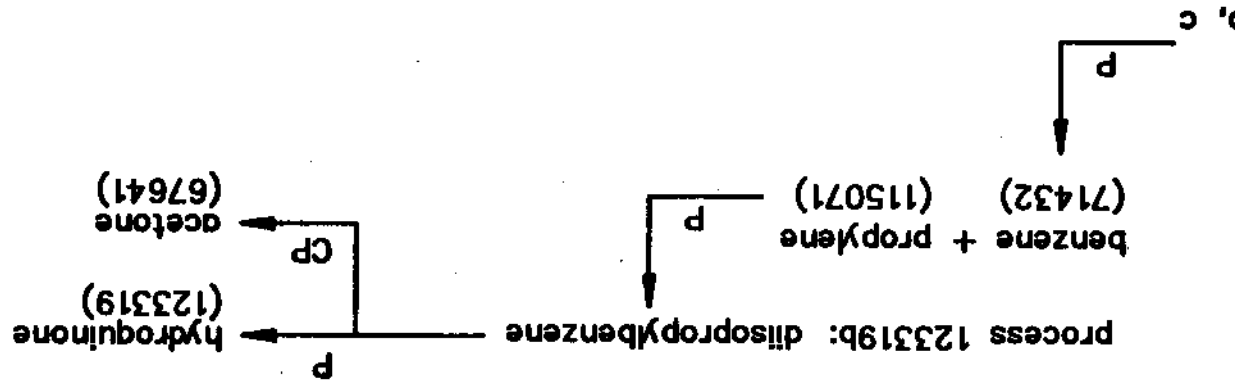 P
process 123319b: diisopropylbenzene
hydroquinone
(123319)
CP
acetone
(67641)
benzene + propylene
(71432) (115071)
P
P
, c